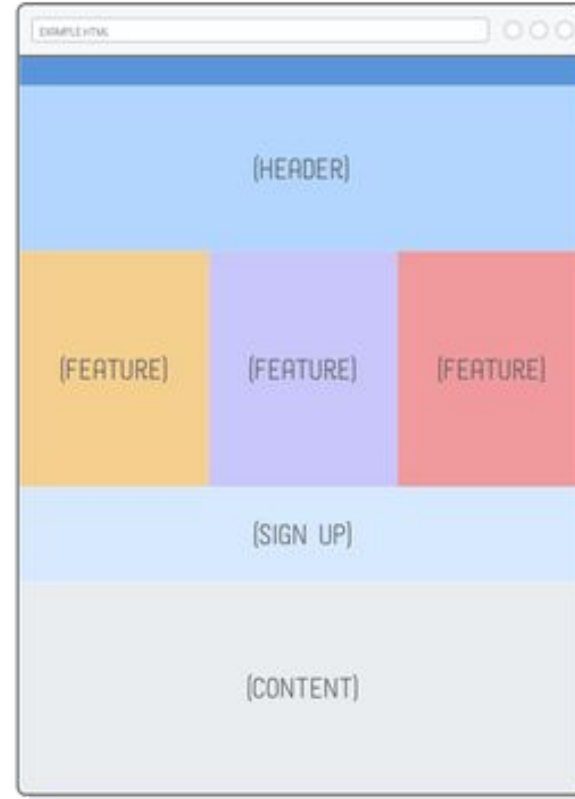 EXAMPLE.HTML
(HEADER)
(FEATURE) (FEATURE) (FEATURE)
(SIGN UP)
(CONTENT)